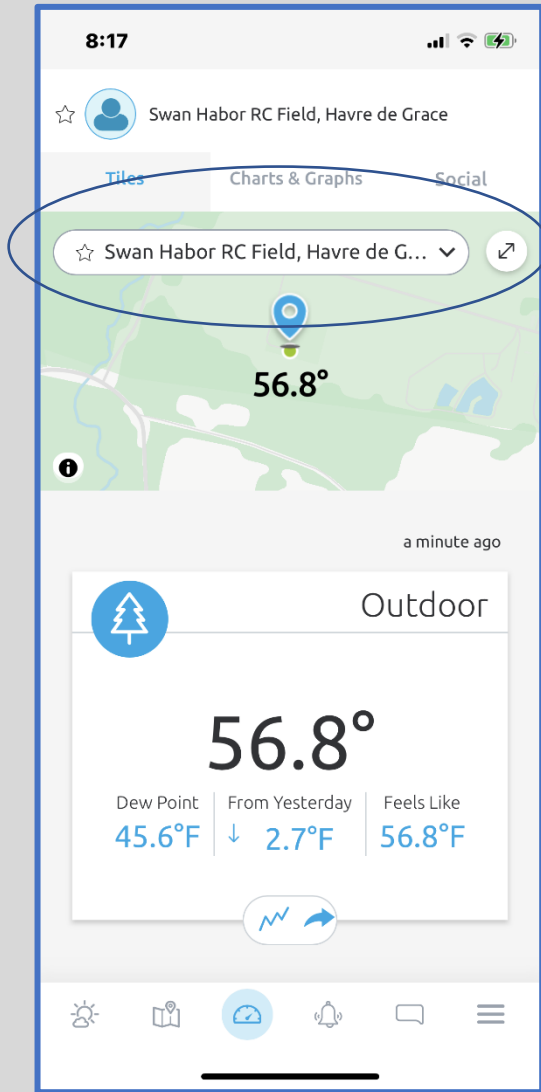 8:17
Swan Habor RC Field, Havre de Grace
Tiles Charts & Graphs Social
Swan Habor RC Field, Havre de G...
56.8°
a minute ago
Outdoor
56.8°
Dew Point From Yesterday Feels Like
45.6°F ↓ 2.7°F 56.8°F